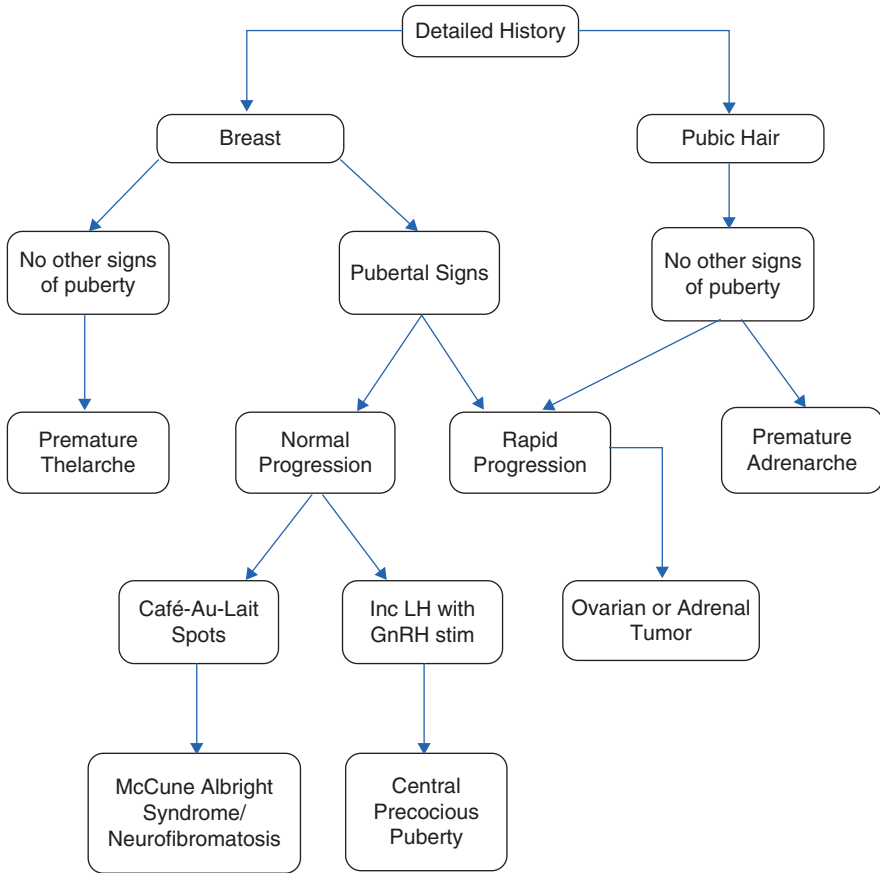 Detailed History
Breast
Pubic Hair
No other signs
of puberty
Pubertal Signs
No other signs
of puberty
Premature
Thelarche
Normal
Progression
Rapid
Progression
Premature
Adrenarche
Café-Au-Lait
Spots
Inc LH with
GnRH stim
Ovarian or Adrenal
Tumor
McCune Albright
Syndrome/
Neurofibromatosis
Central
Precocious
Puberty